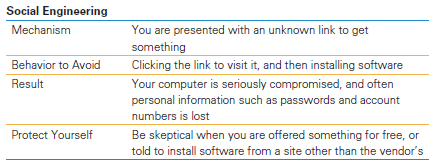 Social Engineering
Mechanism You are presented with an unknown link to get
something
Behavior to Avoid Clicking the link to visit it, and then installing software
Result Your computer is seriously compromised, and often
personal information such as passwords and account
numbers is lost
Protect Yourself Be skeptical when you are offered something for free, or
told to install software from a site other than the vendor's